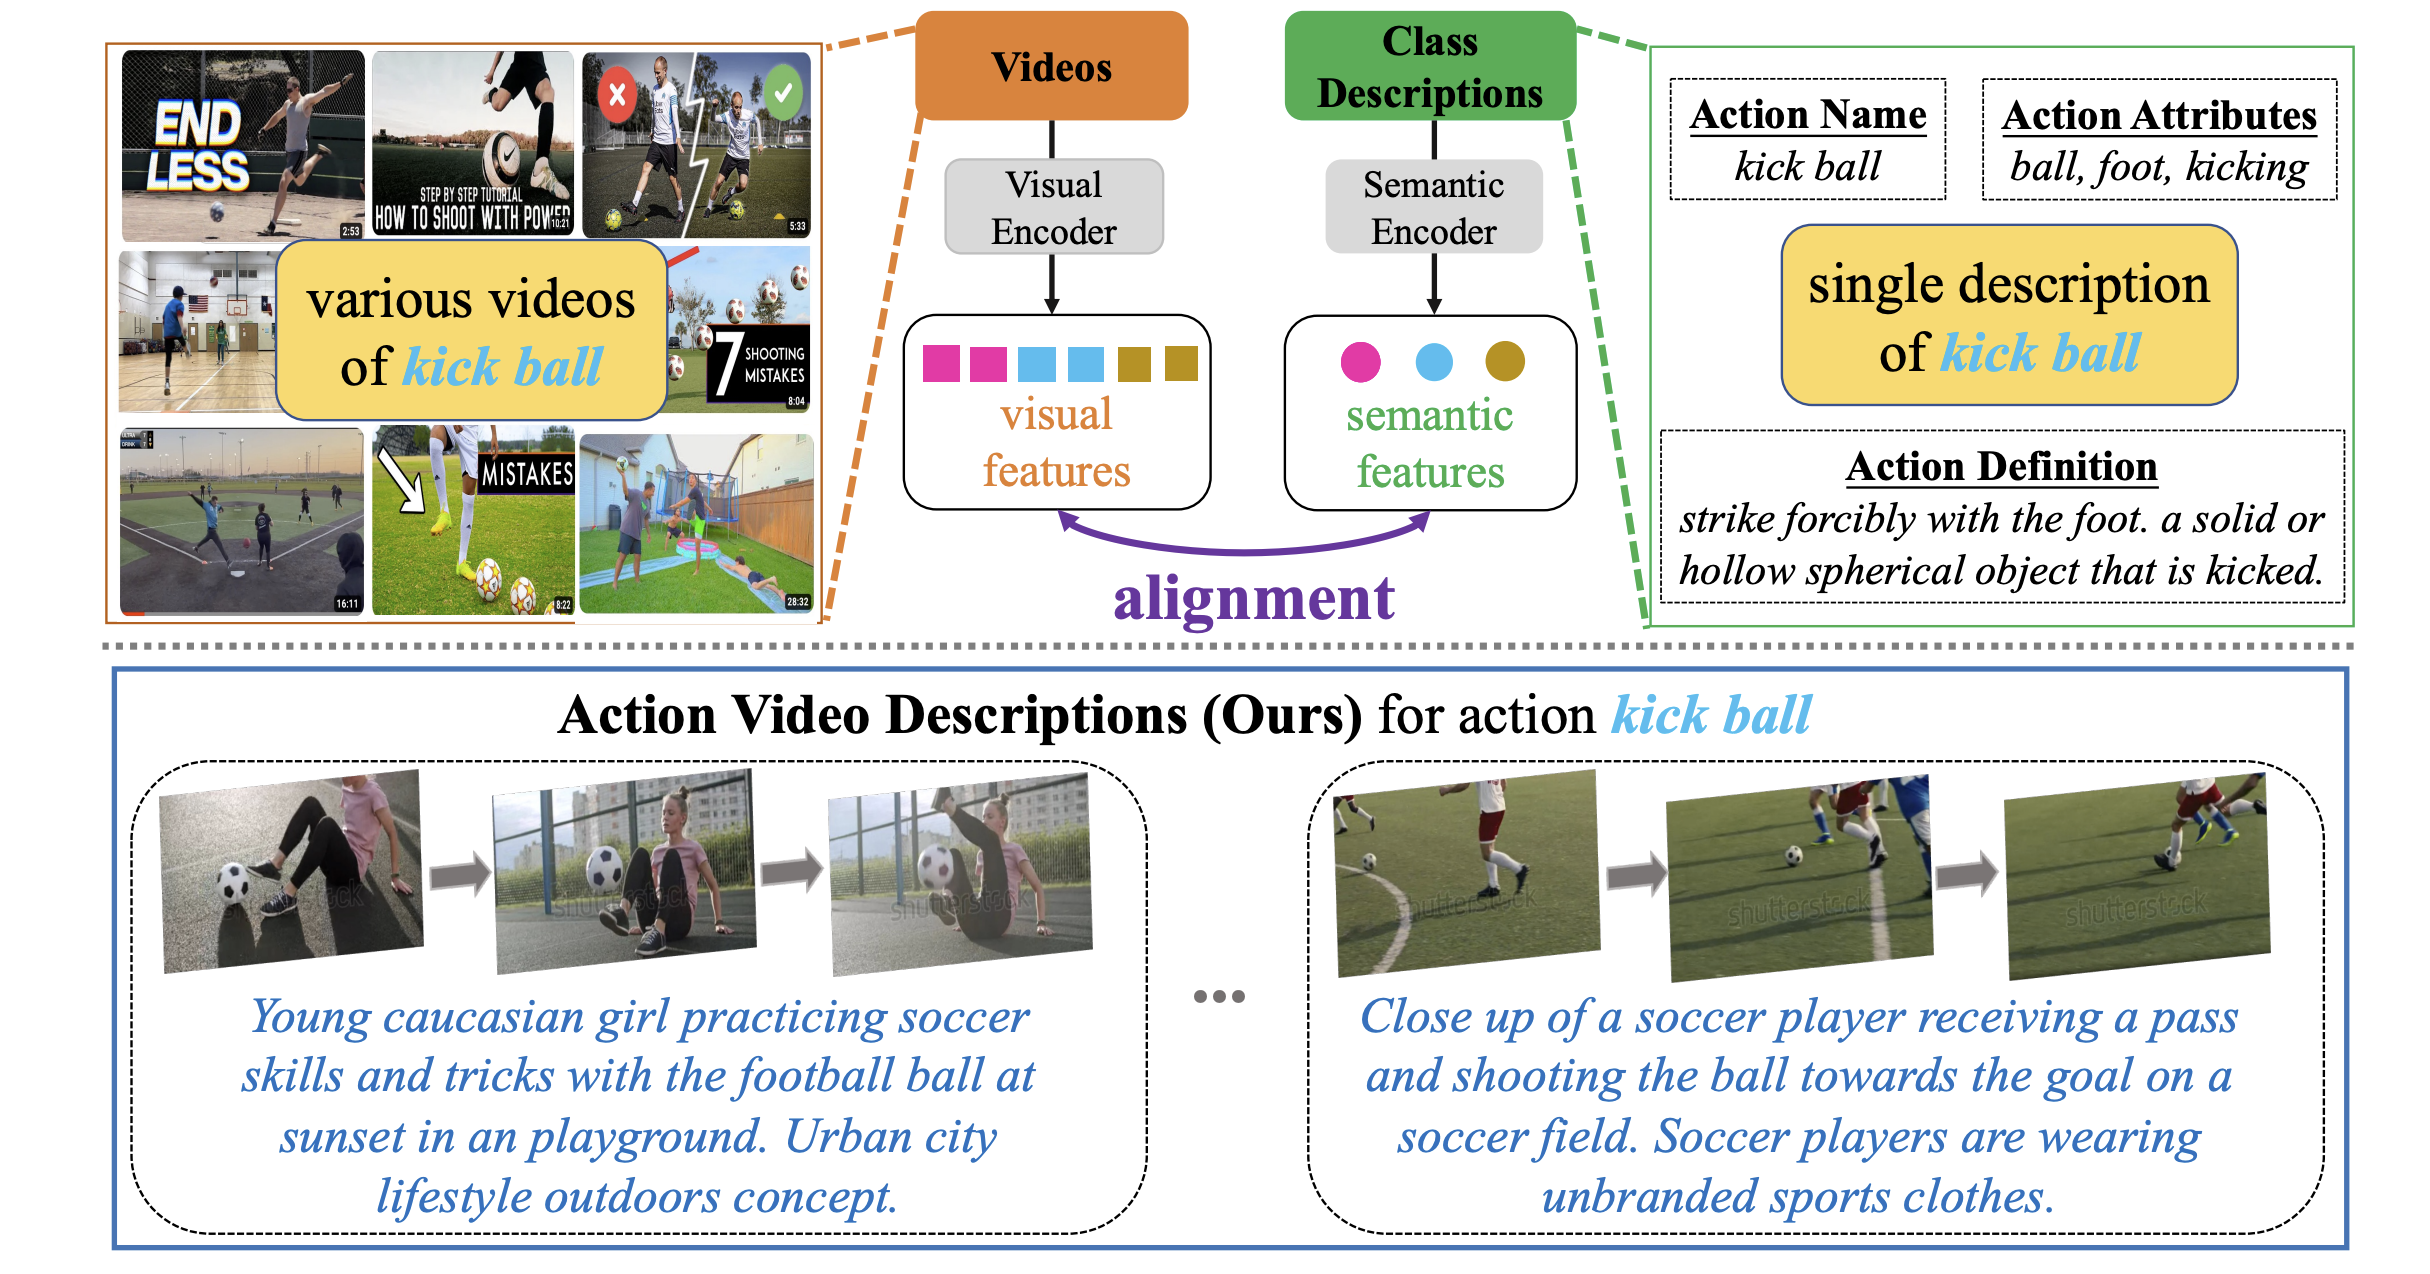 END
LESS
2:53
STEP BY STEP TUTORIAL
HOW TO SHOOT WITH POWER
10:21
5:33
various videos
of kick ball
7 SHOOTING
MISTAKES
8:04
16:11
MISTAKES
8:22
28:32
Videos
Visual
Encoder
visual
features
Class
Descriptions
Semantic
Encoder
semantic
features
alignment
Action Name
kick ball
Action Attributes
ball, foot, kicking
single description
of kick ball
Action Definition
strike forcibly with the foot. a solid or
hollow spherical object that is kicked.
Action Video Descriptions (Ours) for action kick ball
shutterstock
shutterstock
shutterstock
Young caucasian girl practicing soccer
skills and tricks with the football ball at
sunset in an playground. Urban city
lifestyle outdoors concept.
...
shutterstock
shutterstock
shutterstock
Close up of a soccer player receiving a pass
and shooting the ball towards the goal on a
soccer field. Soccer players are wearing
unbranded sports clothes.